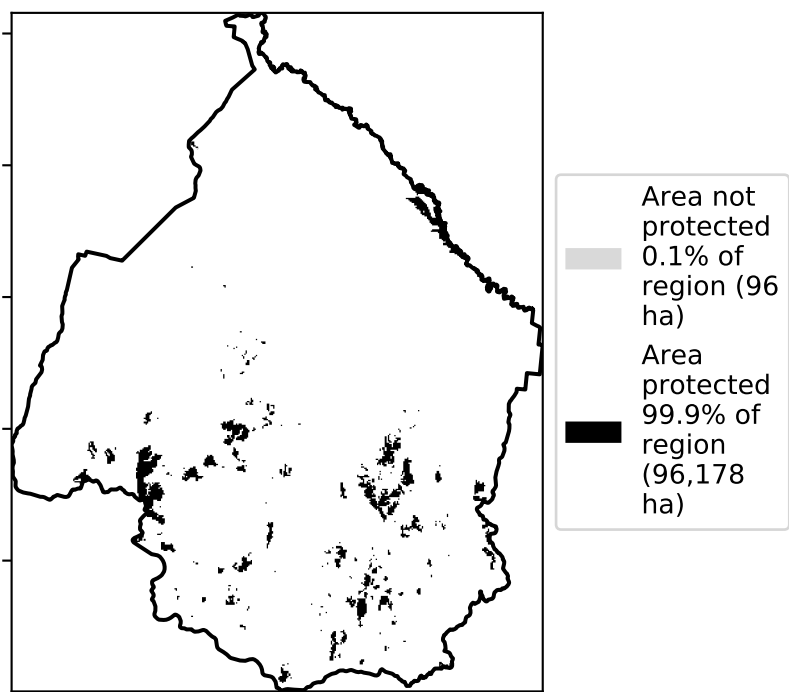 Area not
protected
0.1% of
region (96
ha)
Area
protected
99.9% of
region
(96,178
ha)